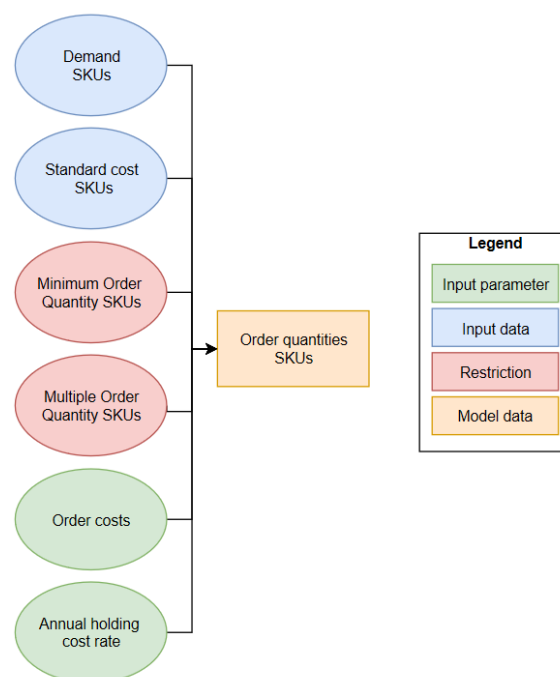 Demand
SKUs
Standard cost
SKUs
Minimum Order
Quantity SKUs
Multiple Order
Quantity SKUs
Order costs
Annual holding
cost rate
Order quantities
SKUs
Legend
Input parameter
Input data
Restriction
Model data